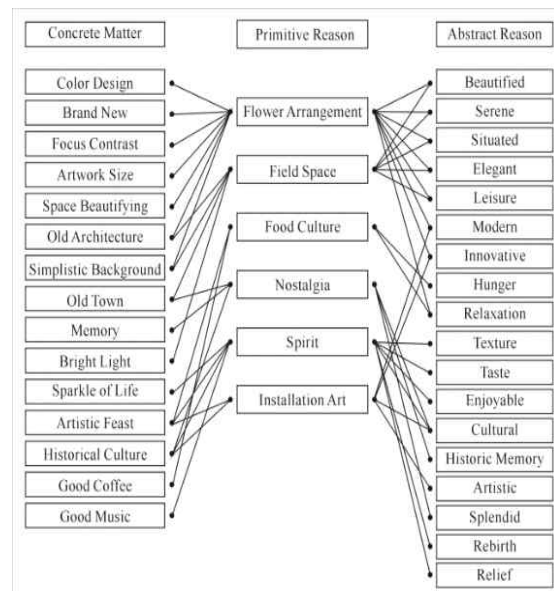 Concrete Matter
Primitive Reason
Abstract Reason
Color Design
Brand New
Focus Contrast
Artwork Size
Space Beautifying
Old Architecture
Simplistic Background
Old Town
Memory
Bright Light
Sparkle of Life
Artistic Feast
Historical Culture
Good Coffee
Good Music
Flower Arrangement
Field Space
Food Culture
Nostalgia
Spirit
Installation Art
Beautified
Serene
Situated
Elegant
Leisure
Modern
Innovative
Hunger
Relaxation
Texture
Taste
Enjoyable
Cultural
Historic Memory
Artistic
Splendid
Rebirth
Relief